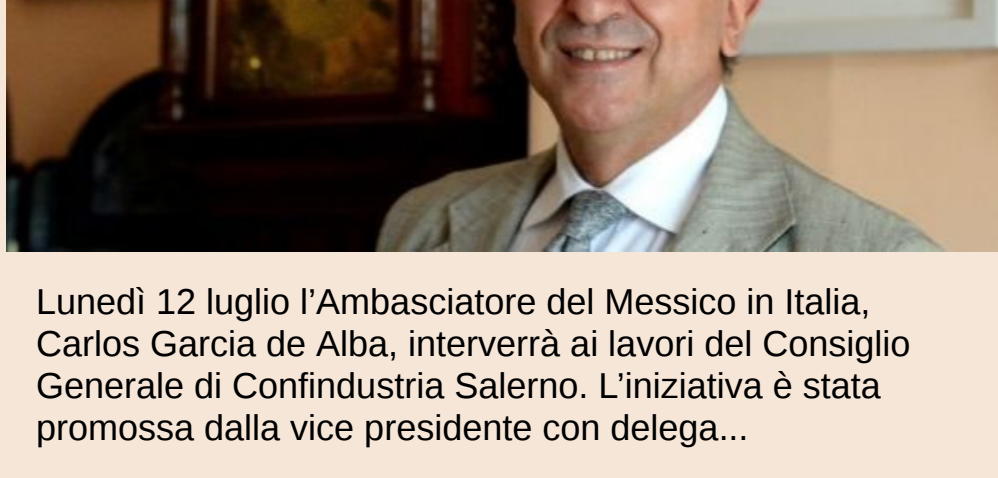 Lunedì 12 luglio l’Ambasciatore del Messico in Italia,
Carlos Garcia de Alba, interverrà ai lavori del Consiglio
Generale di Confindustria Salerno. L’iniziativa è stata
promossa dalla vice presidente con delega...